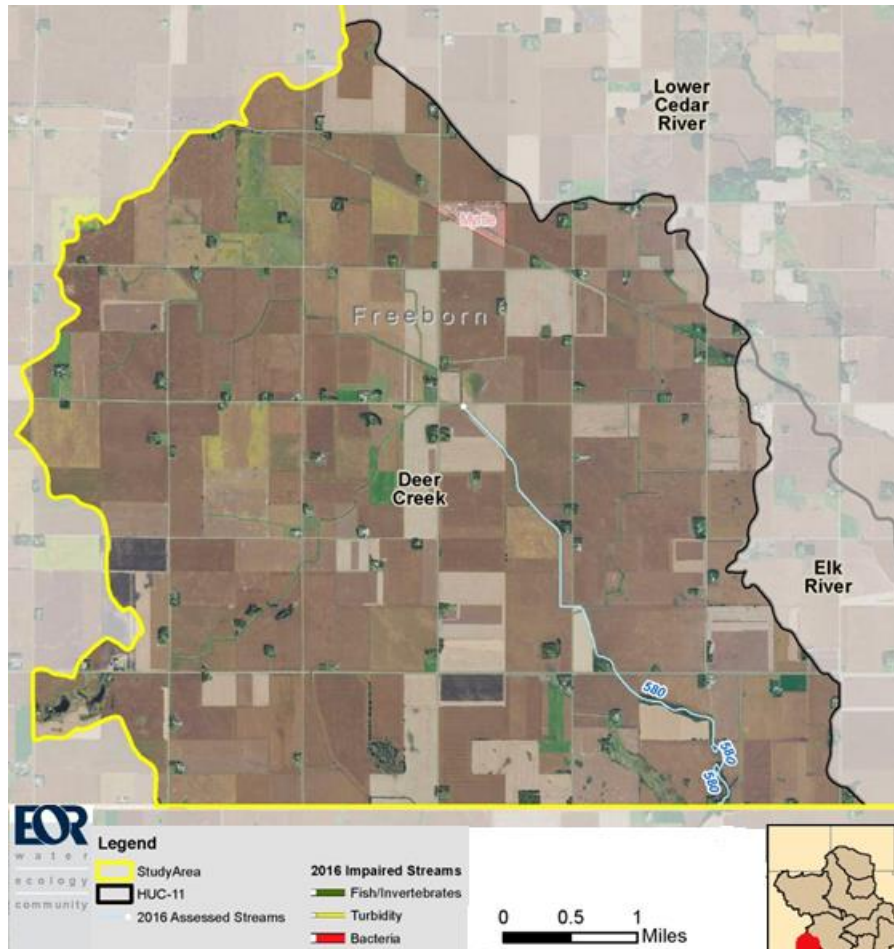 Lower
Cedar
River
Myrtle
Freeborn
Deer
Creek
Elk
River
580
580
580
EOR
water
ecology
community
Legend
StudyArea
HUC-11
2016 Assessed Streams
2016 Impaired Streams
Fish/Invertebrates
Turbidity
Bacteria
0 0.5 1
Miles